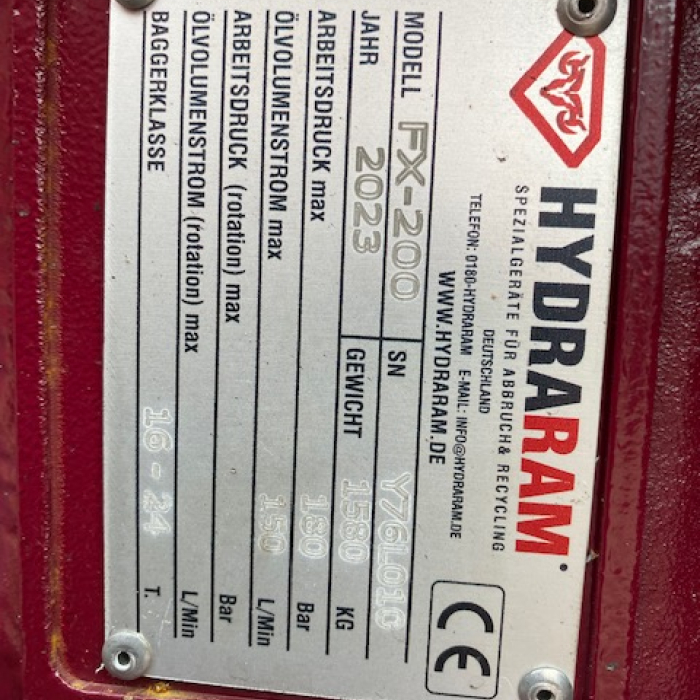 HYDRARAM
SPEZIALGERÄTE FÜR ABBRUCH& RECYCLING
DEUTSCHLAND
TELEFON: 0180-HYDRARAM E-MAIL: INFO@HYDRARAM.DE
WWW.HYDRARAM.DE
CE
MODELL FX-200 SN Y76L01G
JAHR 2023 GEWICHT 1580 KG
ARBEITSDRUCK max 180 Bar
ÖLVOLUMENSTROM max 150 L/Min
ARBEITSDRUCK (rotation) max Bar
ÖLVOLUMENSTROM (rotation) max L/Min
BAGGERKLASSE 16-24 T.